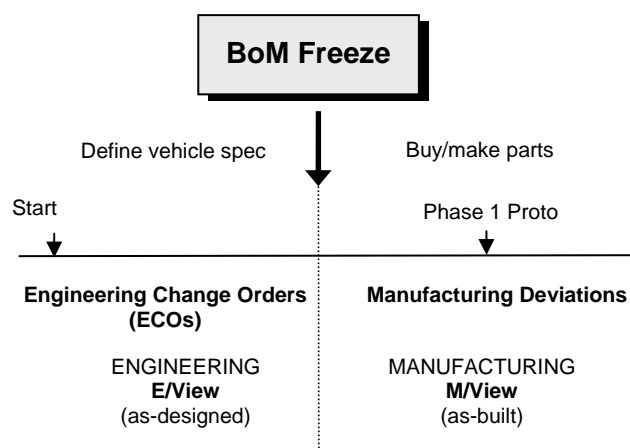 BoM Freeze
Define vehicle spec
Buy/make parts
Start
Phase 1 Proto
Engineering Change Orders
(ECOs)
Manufacturing Deviations
ENGINEERING
E/View
(as-designed)
MANUFACTURING
M/View
(as-built)